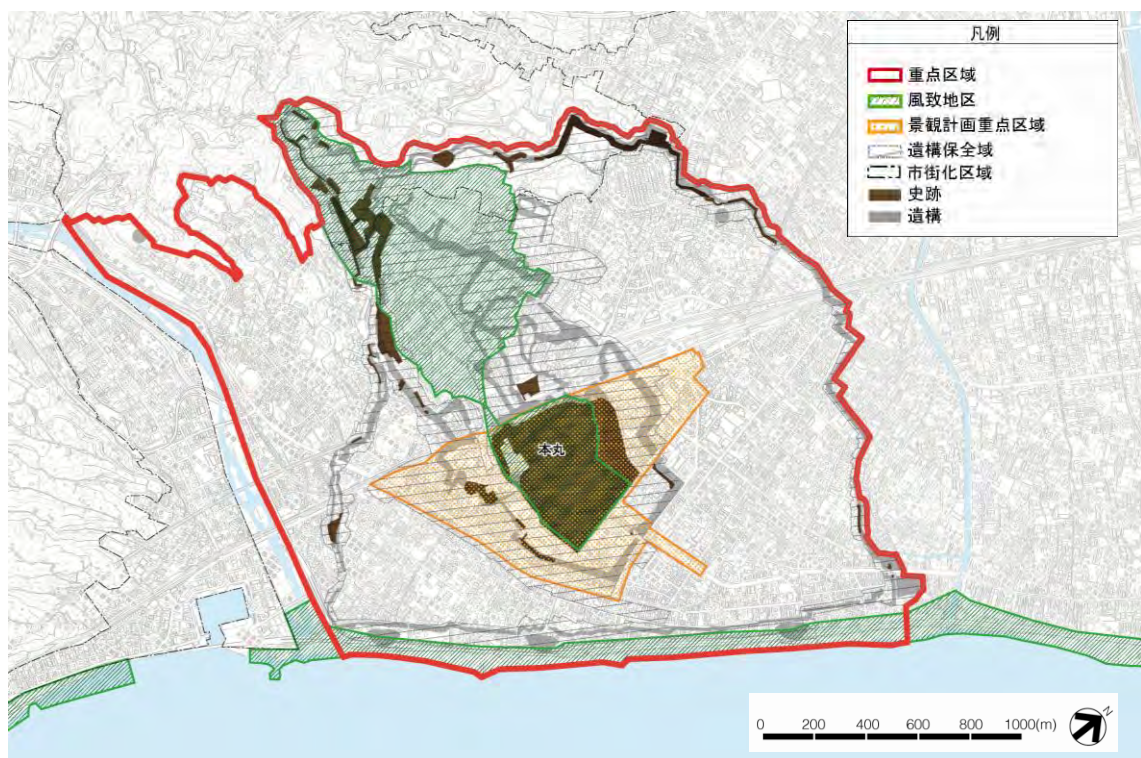 凡例
重点区域
風致地区
景観計画重点区域
遺構保全域
市街化区域
史跡
遺構
本丸
0 200 400 600 800 1000(m)
N